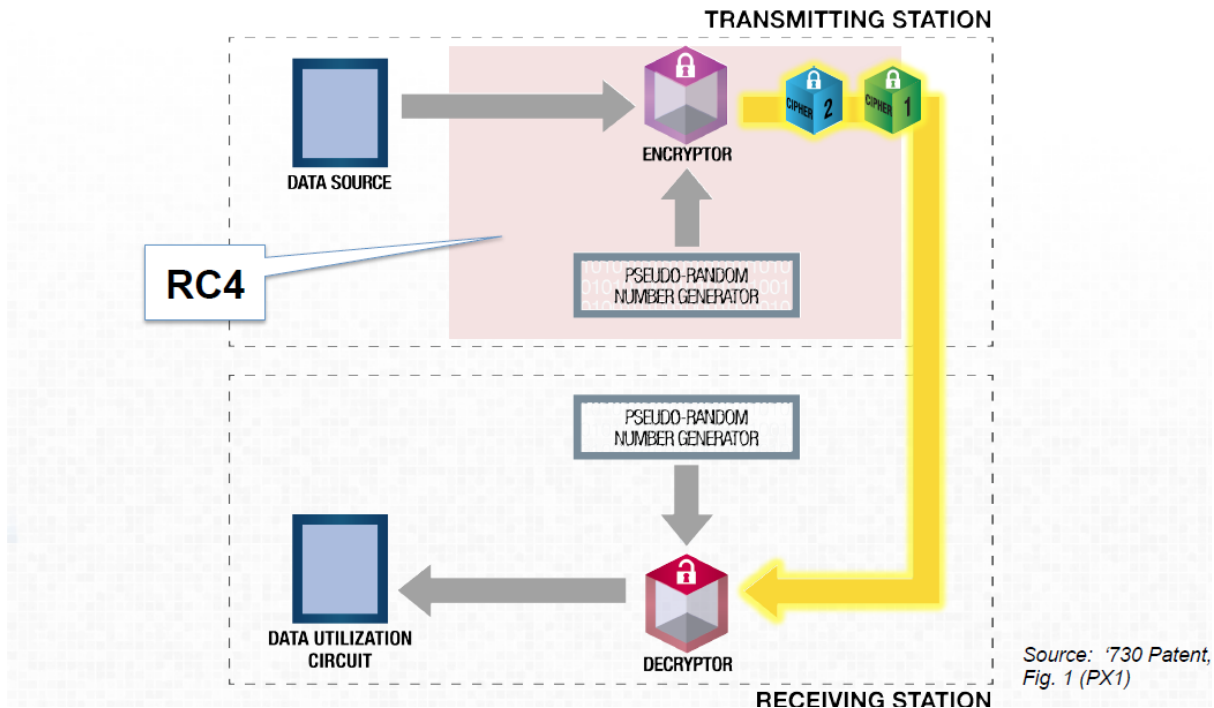 TRANSMITTING STATION
CIPHER 2
CIPHER 1
ENCRYPTOR
DATA SOURCE
RC4
PSEUDO-RANDOM
NUMBER GENERATOR
PSEUDO-RANDOM
NUMBER GENERATOR
DATA UTILIZATION
CIRCUIT
DECRYPTOR
Source: ‘730 Patent,
Fig. 1 (PX1)
RECEIVING STATION